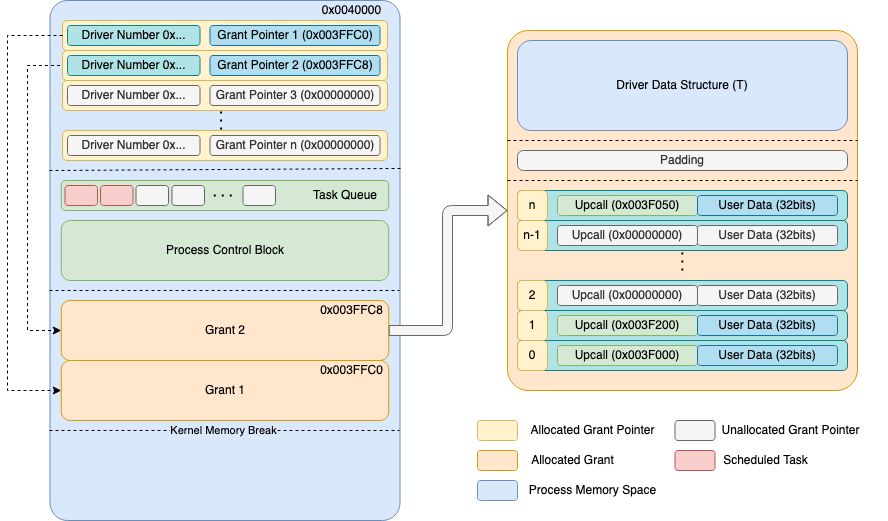 0x0040000
Driver Number 0x... Grant Pointer 1 (0x003FFC0)
Driver Number 0x... Grant Pointer 2 (0x003FFC8)
Driver Number 0x... Grant Pointer 3 (0x00000000)
Driver Number 0x... Grant Pointer n (0x00000000)
Task Queue
Process Control Block
0x003FFC8
Grant 2
0x003FFC0
Grant 1
Kernel Memory Break
Driver Data Structure (T)
Padding
n Upcall (0x003F050) User Data (32bits)
n-1 Upcall (0x00000000) User Data (32bits)
2 Upcall (0x00000000) User Data (32bits)
1 Upcall (0x003F200) User Data (32bits)
0 Upcall (0x003F000) User Data (32bits)
Allocated Grant Pointer
Unallocated Grant Pointer
Allocated Grant
Scheduled Task
Process Memory Space